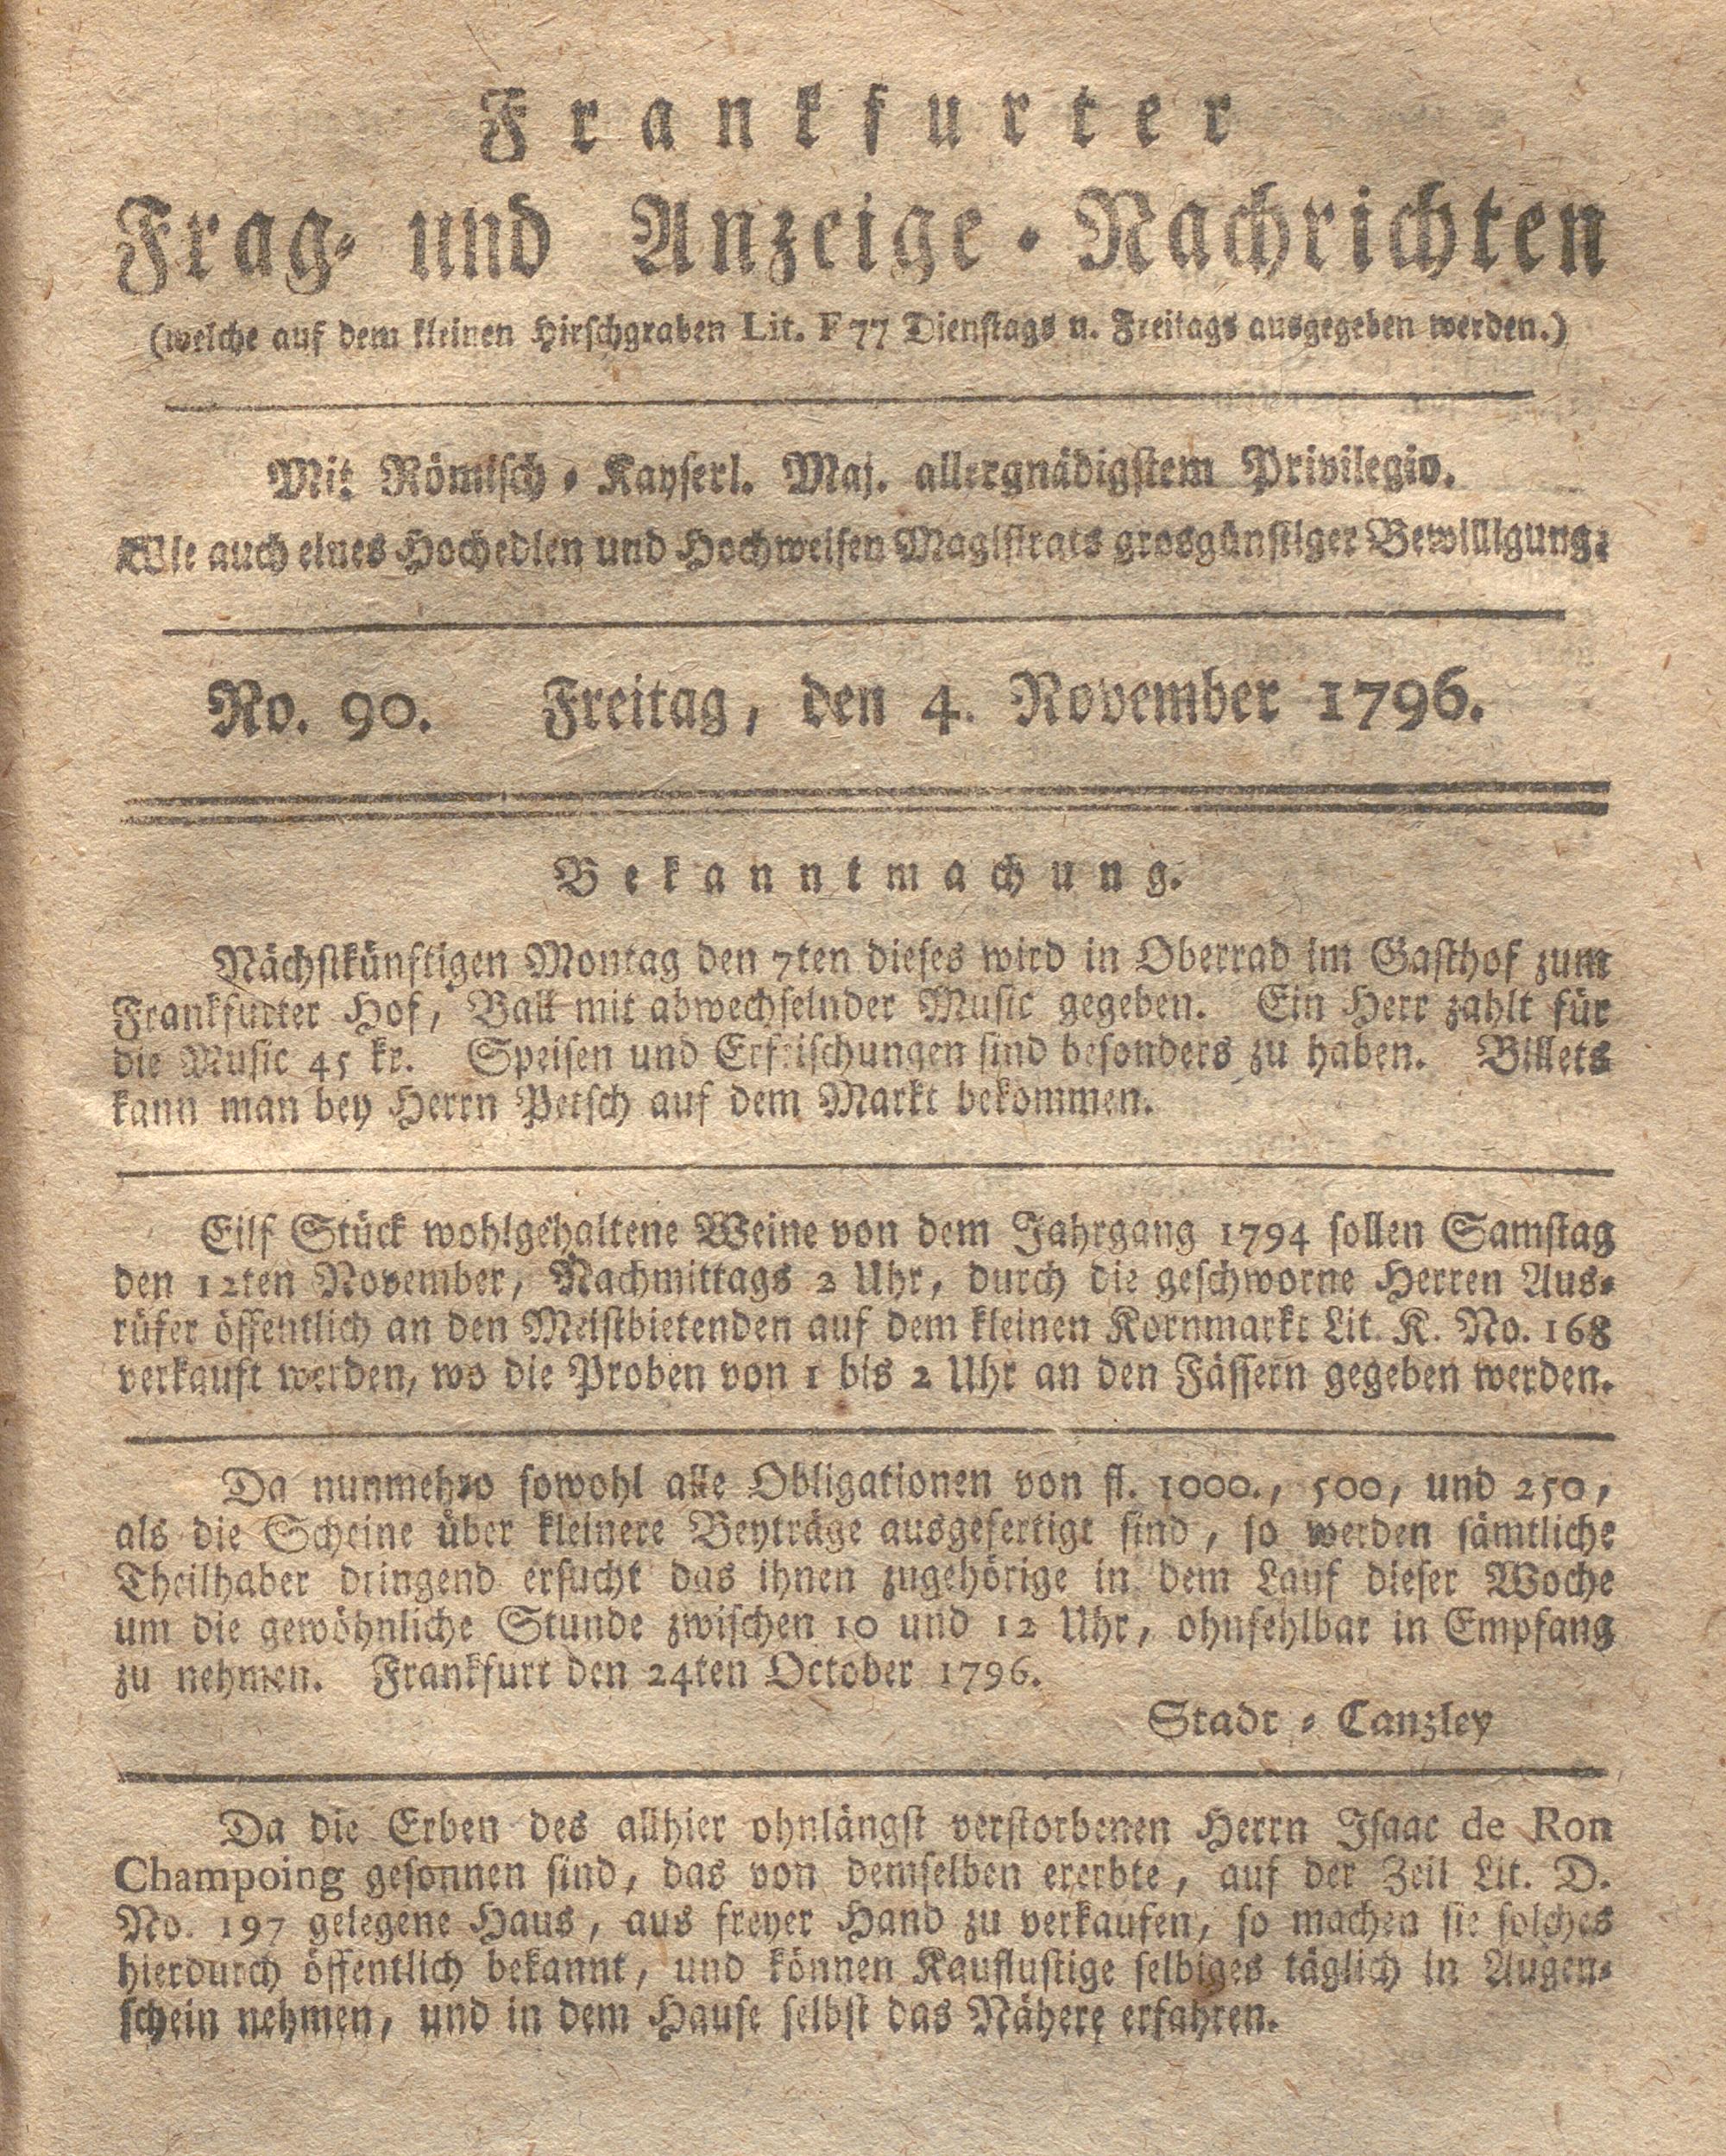 Frankfurter
Frag- und Anzeige-Nachrichten
(welche auf dem kleinen Hirschgraben Lit. F 77 Dienstags u. Freitags ausgegeben werden.)
Mit Römisch-Kayserl. Maj. allergnädigstem Privilegio.
Wie auch eines Hochedlen und Hochweisen Magistrats grosgünstiger Bewilligung.
No. 90. Freitag, den 4. November 1796.
Bekanntmachung.
Nächstkünftigen Montag den 7ten dieses wird in Oberrad im Gasthof zum
Frankfurter Hof, Ball mit abwechselnder Music gegeben. Ein Herr zahlt für
die Music 45 kr. Speisen und Erfrischungen sind besonders zu haben. Billets
kann man bey Herrn Petsch auf dem Markt bekommen.
Eilf Stück wohlgehaltene Weine von dem Jahrgang 1794 sollen Samstag
den 12ten November, Nachmittags 2 Uhr, durch die geschworne Herren Aus-
rüfer öffentlich an den Meistbietenden auf dem kleinen Kornmarkt Lit. K. No. 168
verkauft werden, wo die Proben von 1 bis 2 Uhr an den Fässern gegeben werden.
Da nunmehro sowohl alle Obligationen von fl. 1000., 500, und 250,
als die Scheine über kleinere Beyträge ausgefertigt sind, so werden sämtliche
Theilhaber dringend ersucht das ihnen zugehörige in dem Lauf dieser Woche
um die gewöhnliche Stunde zwischen 10 und 12 Uhr, ohnfehlbar in Empfang
zu nehmen. Frankfurt den 24ten October 1796.
Stadt-Canzley
Da die Erben des allhier ohnlängst verstorbenen Herrn Isaac de Ron
Champoing gesonnen sind, das von demselben ererbte, auf der Zeil Lit. D.
No. 197 gelegene Haus, aus freyer Hand zu verkaufen, so machen sie solches
hierdurch öffentlich bekannt, und können Kauflustige selbiges täglich in Augen-
schein nehmen, und in dem Hause selbst das Nähere erfahren.